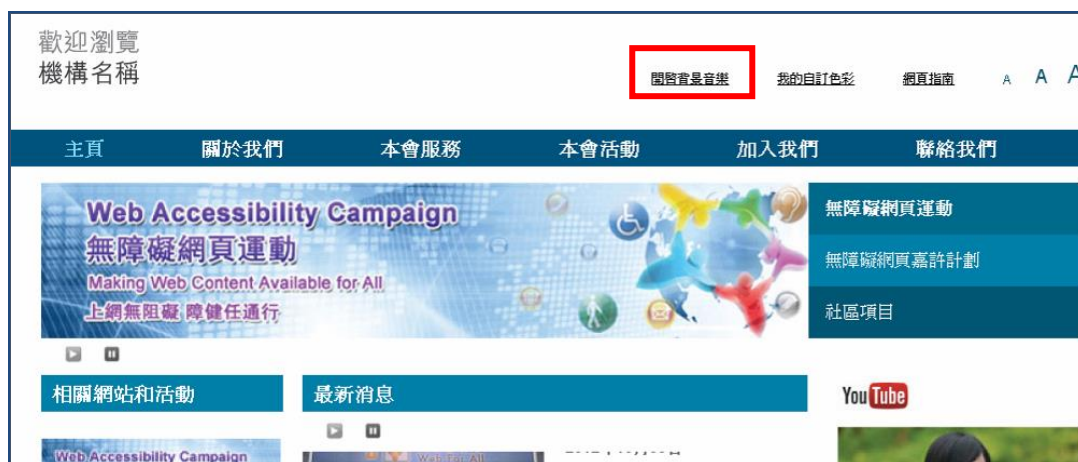 歡迎瀏覽
機構名稱
開啓背景音樂 我的自訂色彩 網頁指南 A A A
主頁 關於我們 本會服務 本會活動 加入我們 聯絡我們
Web Accessibility Campaign
無障礙網頁運動
Making Web Content Available for All
上網無阻礙 障健任通行
無障礙網頁運動
無障礙網頁嘉許計劃
社區項目
相關網站和活動
最新消息
YouTube
Web Accessibility Campaign
Web For All